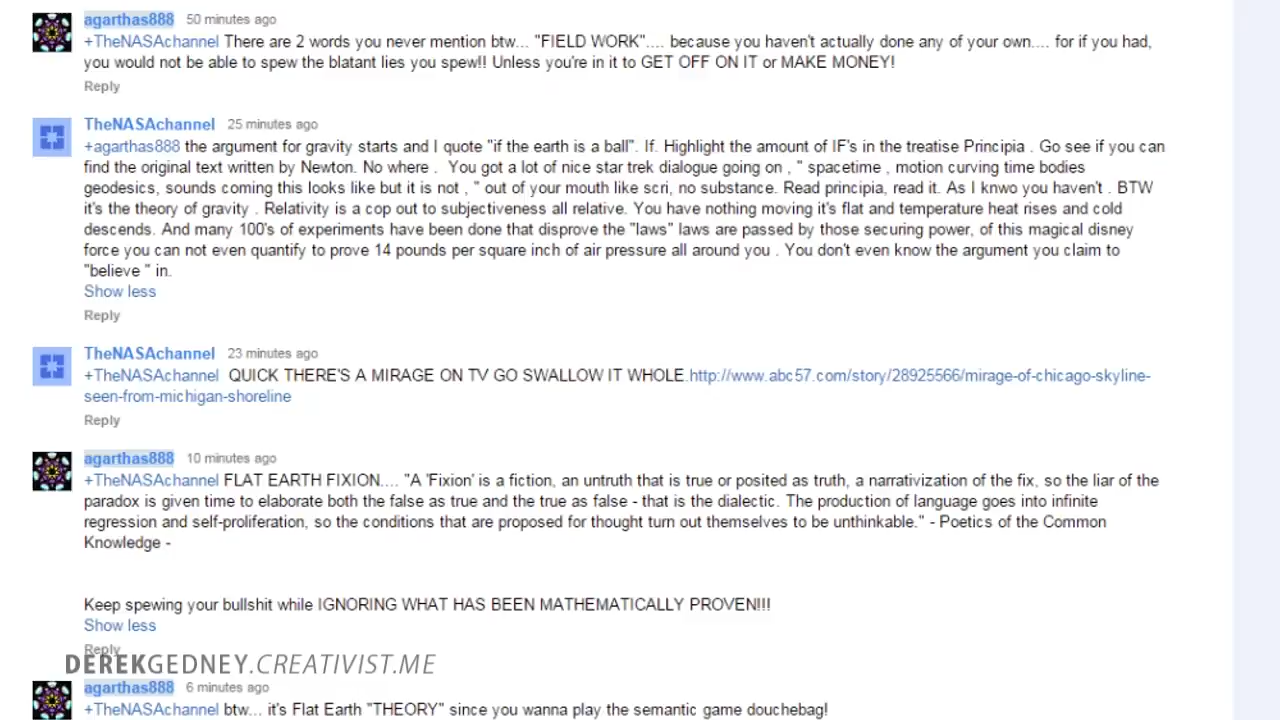 agarthas888 50 minutes ago
+TheNASAchannel There are 2 words you never mention btw... "FIELD WORK".... because you haven't actually done any of your own.... for if you had,
you would not be able to spew the blatant lies you spew!! Unless you're in it to GET OFF ON IT or MAKE MONEY!
Reply
TheNASAchannel 25 minutes ago
+agarthas888 the argument for gravity starts and I quote "if the earth is a ball". If. Highlight the amount of IF's in the treatise Principia . Go see if you can
find the original text written by Newton. No where . You got a lot of nice star trek dialogue going on , " spacetime , motion curving time bodies
geodesics, sounds coming this looks like but it is not , " out of your mouth like scri, no substance. Read principia, read it. As I knwo you haven't . BTW
it's the theory of gravity . Relativity is a cop out to subjectiveness all relative. You have nothing moving it's flat and temperature heat rises and cold
descends. And many 100's of experiments have been done that disprove the "laws" laws are passed by those securing power, of this magical disney
force you can not even quantify to prove 14 pounds per square inch of air pressure all around you . You don't even know the argument you claim to
"believe " in.
Show less
Reply
TheNASAchannel 23 minutes ago
+TheNASAchannel QUICK THERE'S A MIRAGE ON TV GO SWALLOW IT WHOLE.http://www.abc57.com/story/28925566/mirage-of-chicago-skyline-
seen-from-michigan-shoreline
Reply
agarthas888 10 minutes ago
+TheNASAchannel FLAT EARTH FIXION.... "A 'Fixion' is a fiction, an untruth that is true or posited as truth, a narrativization of the fix, so the liar of the
paradox is given time to elaborate both the false as true and the true as false - that is the dialectic. The production of language goes into infinite
regression and self-proliferation, so the conditions that are proposed for thought turn out themselves to be unthinkable." - Poetics of the Common
Knowledge -
Keep spewing your bullshit while IGNORING WHAT HAS BEEN MATHEMATICALLY PROVEN!!!
Show less
Reply
DEREKGEDNEY.CREATIVIST.ME
agarthas888 6 minutes ago
+TheNASAchannel btw... it's Flat Earth "THEORY" since you wanna play the semantic game douchebag!